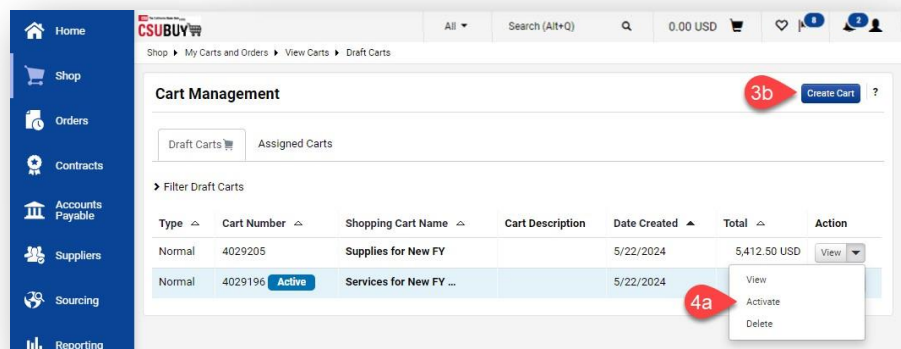 Home
CSUBUY
All
Search (Alt+Q)
0.00 USD
8
2
Shop ▸ My Carts and Orders ▸ View Carts ▸ Draft Carts
Shop
Cart Management
3b
Create Cart
?
Orders
Draft Carts
Assigned Carts
Contracts
Filter Draft Carts
Accounts
Payable
Type
Cart Number
Shopping Cart Name
Cart Description
Date Created
Total
Action
Suppliers
Normal
4029205
Supplies for New FY
5/22/2024
5,412.50 USD
View
Normal
4029196
Active
Services for New FY ...
5/22/2024
View
Sourcing
4a
Activate
Delete
Reporting